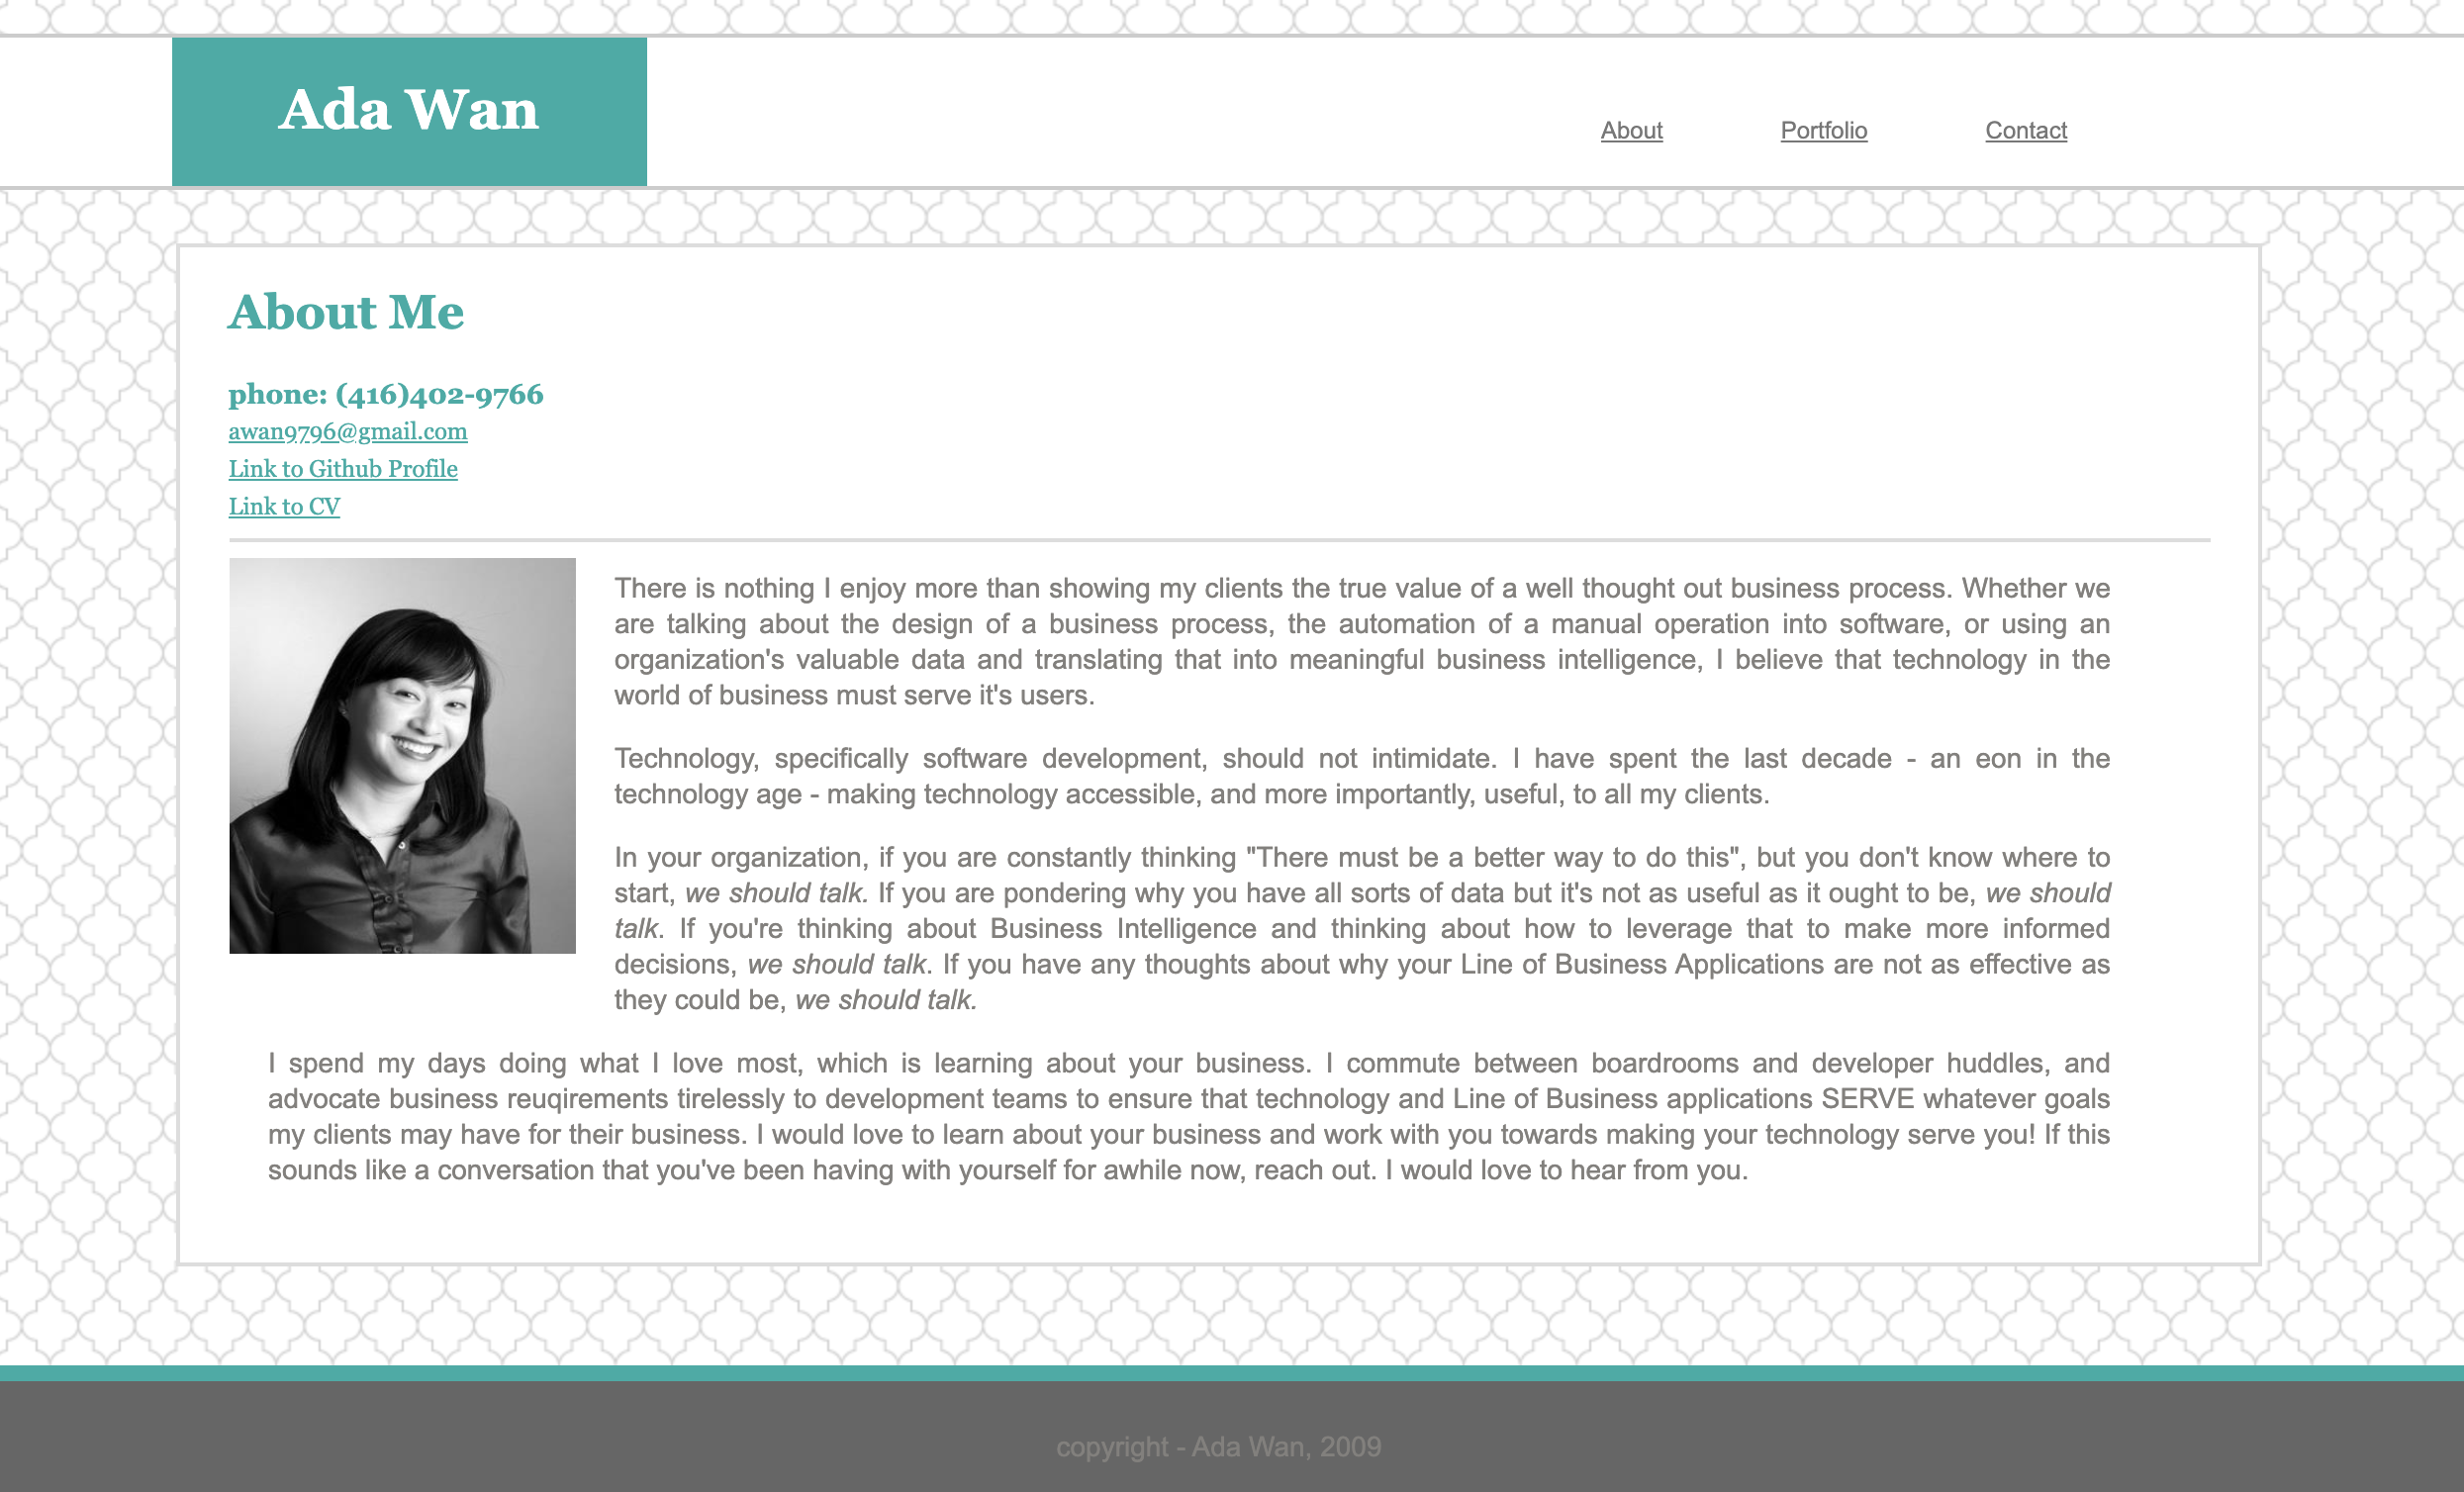 Ada Wan
About Portfolio Contact
About Me
phone: (416)402-9766
awan9796@gmail.com
Link to Github Profile
Link to CV
There is nothing I enjoy more than showing my clients the true value of a well thought out business process. Whether we
are talking about the design of a business process, the automation of a manual operation into software, or using an
organization's valuable data and translating that into meaningful business intelligence, I believe that technology in the
world of business must serve it's users.
Technology, specifically software development, should not intimidate. I have spent the last decade - an eon in the
technology age - making technology accessible, and more importantly, useful, to all my clients.
In your organization, if you are constantly thinking "There must be a better way to do this", but you don't know where to
start, we should talk. If you are pondering why you have all sorts of data but it's not as useful as it ought to be, we should
talk. If you're thinking about Business Intelligence and thinking about how to leverage that to make more informed
decisions, we should talk. If you have any thoughts about why your Line of Business Applications are not as effective as
they could be, we should talk.
I spend my days doing what I love most, which is learning about your business. I commute between boardrooms and developer huddles, and
advocate business reuqirements tirelessly to development teams to ensure that technology and Line of Business applications SERVE whatever goals
my clients may have for their business. I would love to learn about your business and work with you towards making your technology serve you! If this
sounds like a conversation that you've been having with yourself for awhile now, reach out. I would love to hear from you.
copyright - Ada Wan, 2009